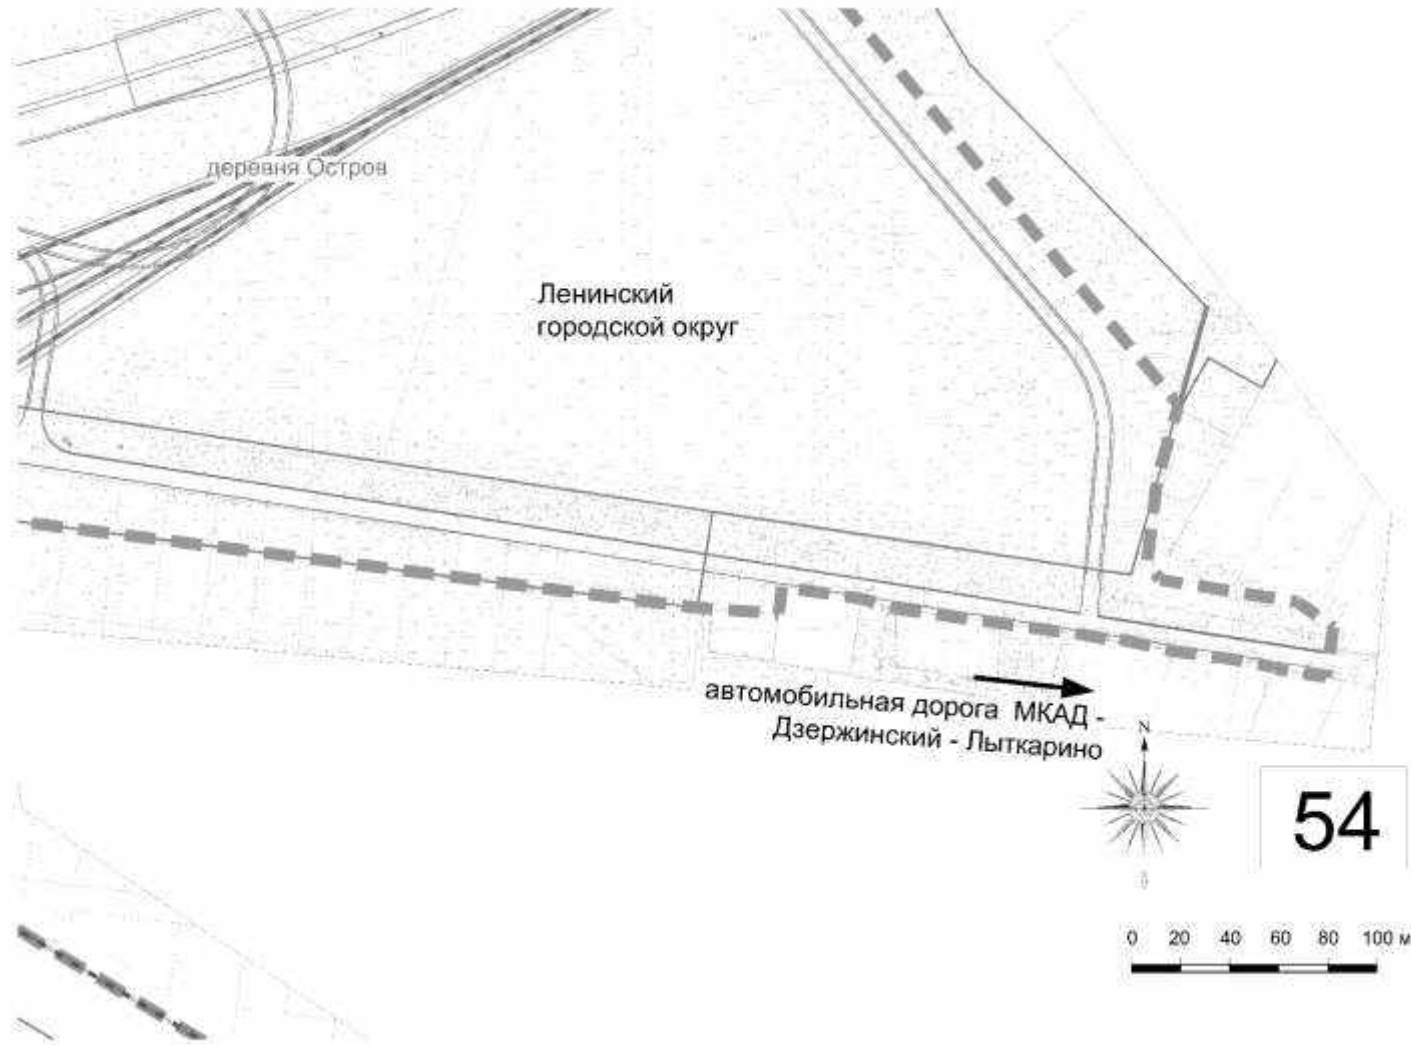 деревня Остров
Ленинский
городской округ
автомобильная дорога МКАД -
Дзержинский - Лыткарино
N
54
0 20 40 60 80 100 м